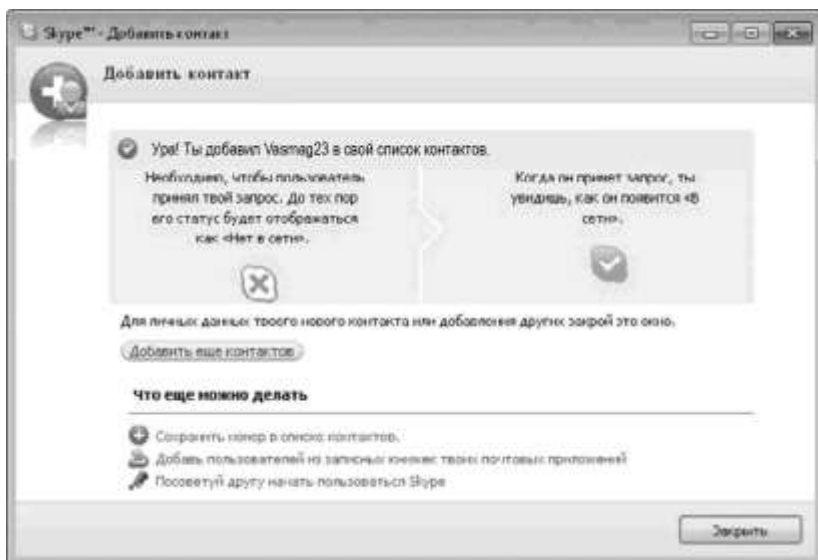 Skype™ - Добавить контакт
Добавить контакт
Ура! Ты добавил Vasmag23 в свой список контактов.
Необходимо, чтобы пользователь
принял твой запрос. До тех пор
его статус будет отображаться
как «Нет в сети».
Когда он примет запрос, ты
увидишь, как он появится «В
сети».
Для личных данных твоего нового контакта или добавления других закрой это окно.
Добавить еще контактов
Что еще можно делать
Сохранить номер в списке контактов.
Добавь пользователей из записных книжек твоих почтовых приложений
Посоветуй другу начать пользоваться Skype
Закрыть